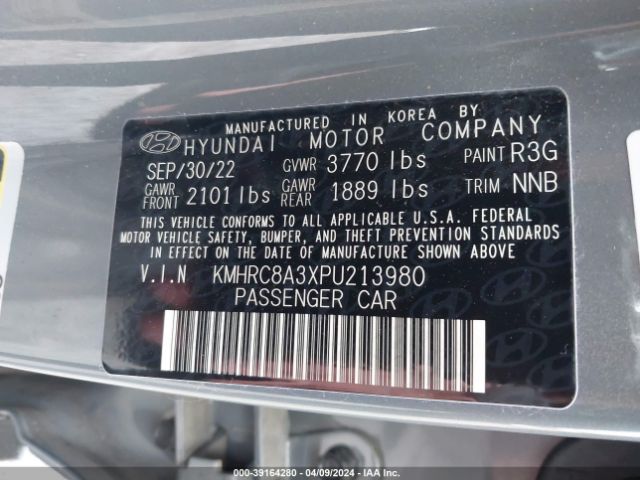 MANUFACTURED IN KOREA BY
HYUNDAI MOTOR COMPANY
SEP/30/22 GVWR 3770 lbs PAINT R3G
GAWR FRONT 2101 lbs GAWR REAR 1889 lbs TRIM NNB
THIS VEHICLE CONFORMS TO ALL APPLICABLE U.S.A. FEDERAL
MOTOR VEHICLE SAFETY, BUMPER, AND THEFT PREVENTION STANDARDS
IN EFFECT ON THE DATE OF MANUFACTURE SHOWN ABOVE
V.I.N KMHRC8A3XPU213980
PASSENGER CAR
000-39164280 - 04/09/2024 - IAA Inc.